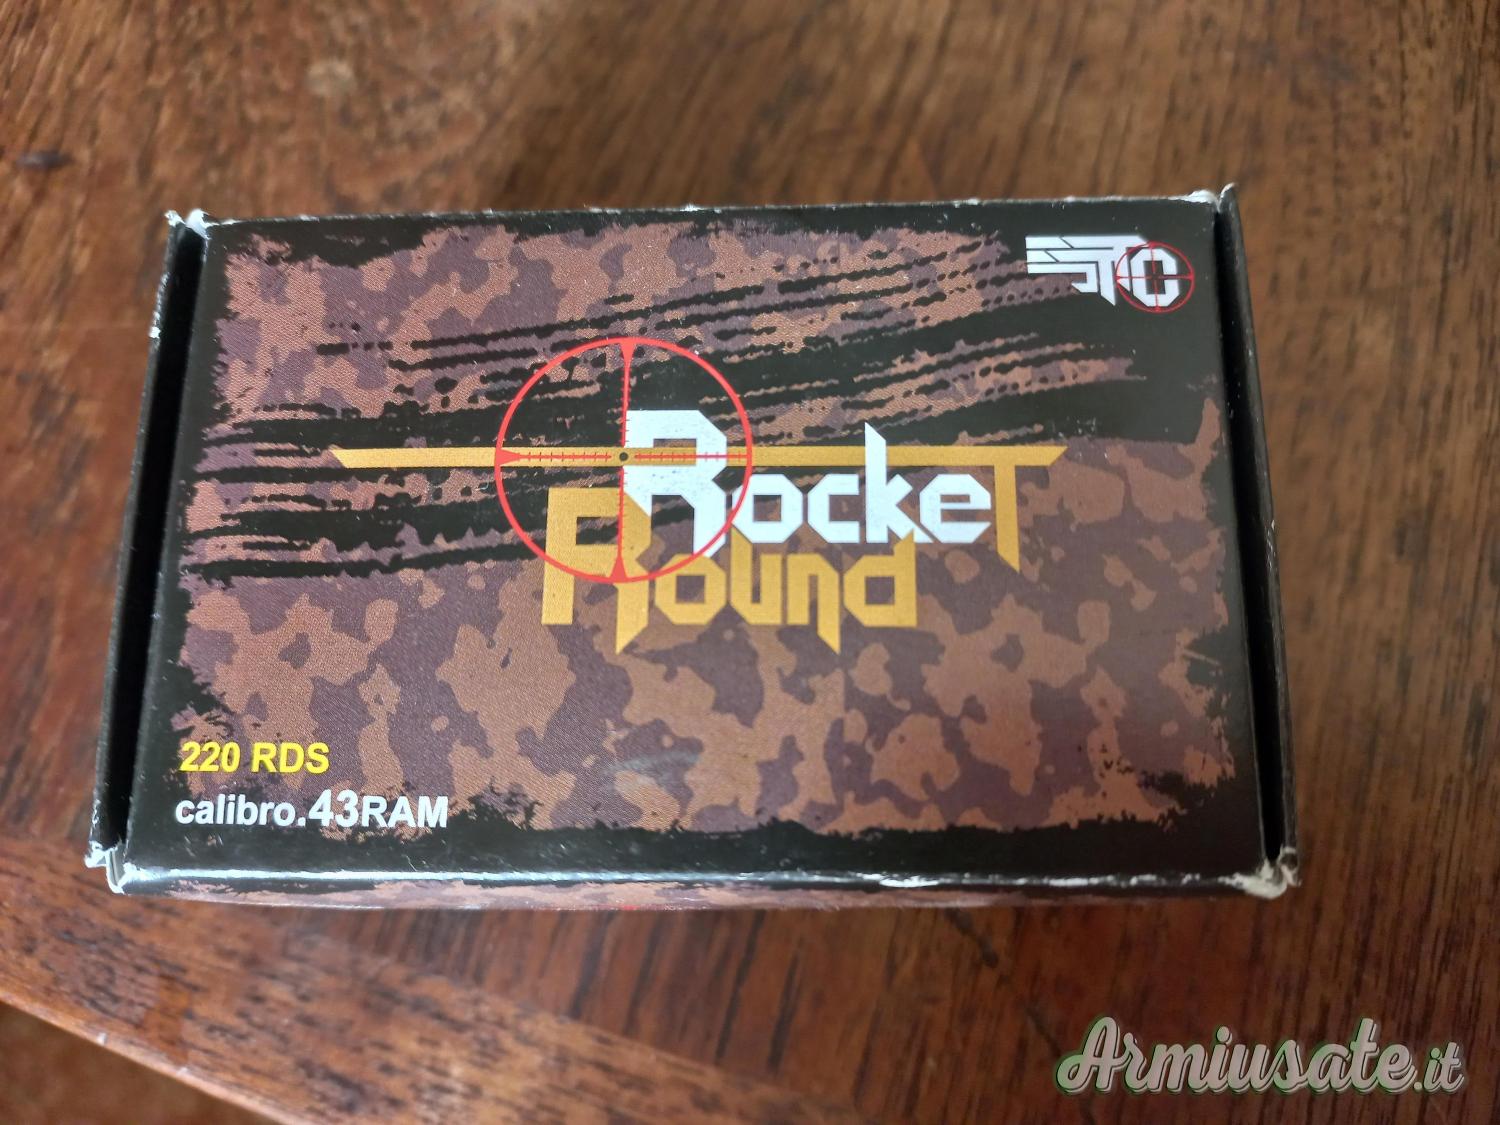 STC
Rocket
Round
220 RDS
calibro.43RAM
Armiusate.it